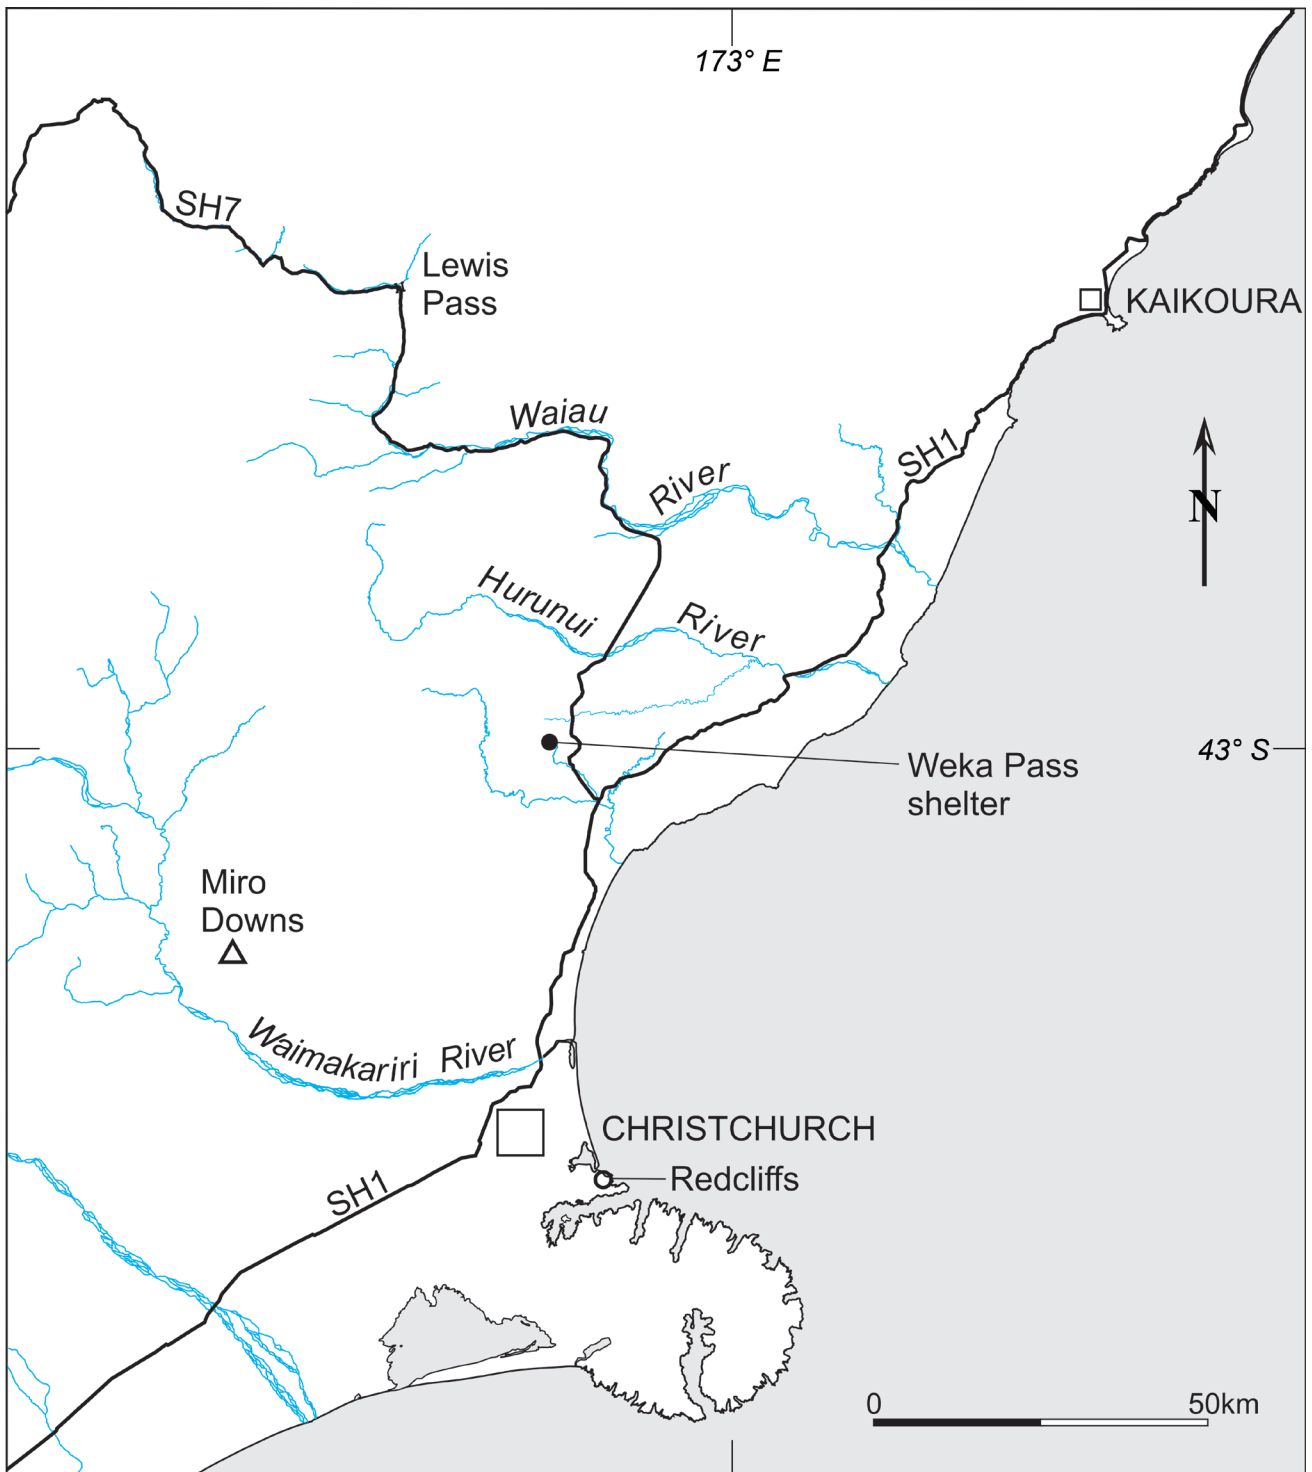 173° E
SH7
Lewis
Pass
KAIKOURA
Waiau
River
SH1
N
Hurunui
River
43° S
Weka Pass
shelter
Miro
Downs
Waimakariri River
CHRISTCHURCH
Redcliffs
SH1
0 50km